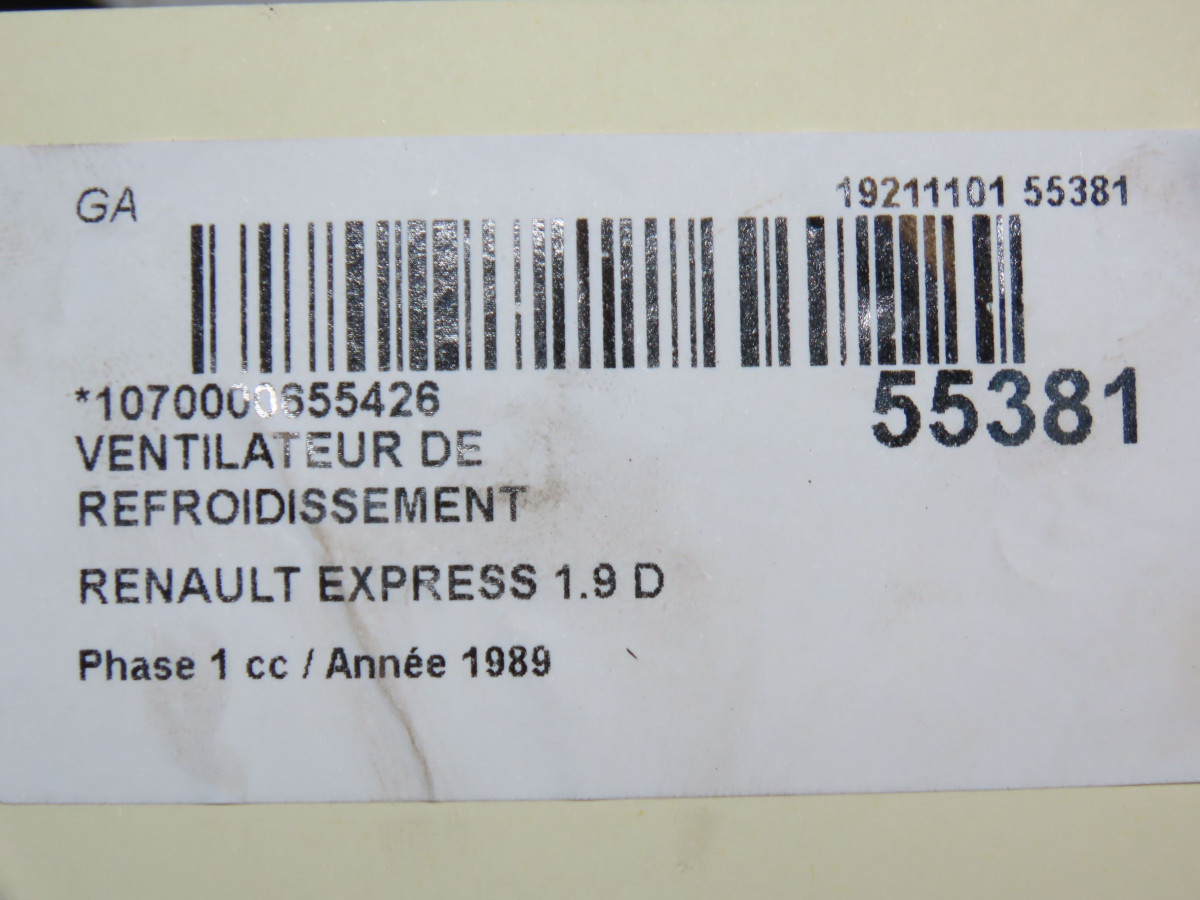 GA
19211101 55381
*1070000655426
55381
VENTILATEUR DE
REFROIDISSEMENT
RENAULT EXPRESS 1.9 D
Phase 1 cc / Année 1989